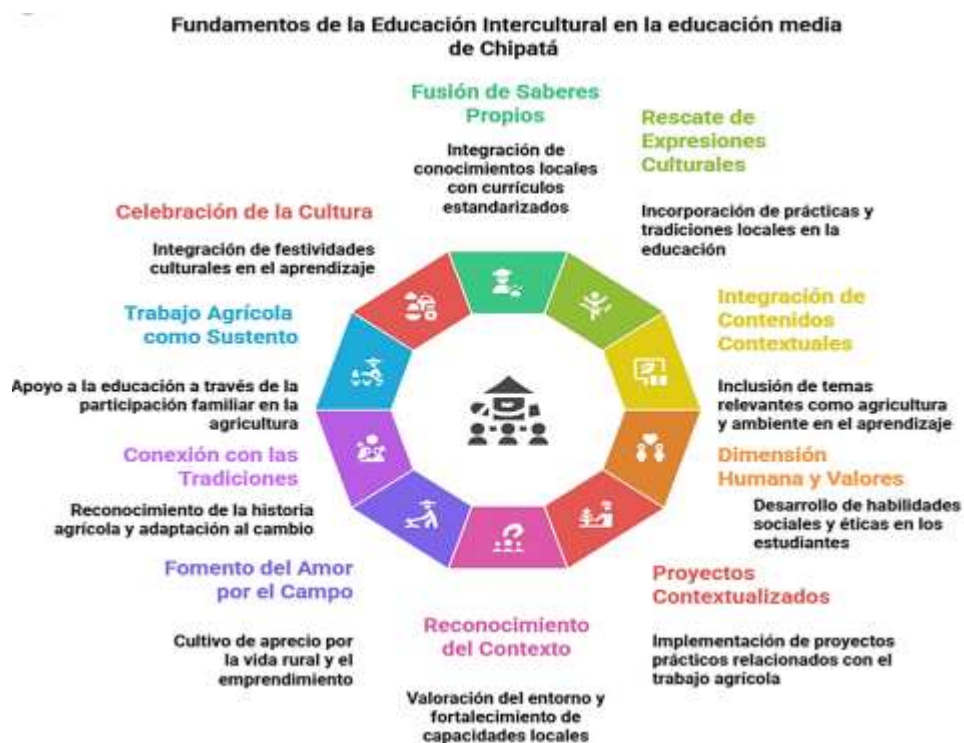 Fundamentos de la Educación Intercultural en la educación media
de Chipatá
Fusión de Saberes
Propios
Integración de
conocimientos locales
con currículos
estandarizados
Rescate de
Expresiones
Culturales
Incorporación de prácticas y
tradiciones locales en la
educación
Integración de
Contenidos
Contextuales
Inclusión de temas
relevantes como agricultura
y ambiente en el aprendizaje
Dimensión
Humana y Valores
Desarrollo de habilidades
sociales y éticas en los
estudiantes
Proyectos
Contextualizados
Implementación de proyectos
prácticos relacionados con el
trabajo agrícola
Reconocimiento
del Contexto
Valoración del entorno y
fortalecimiento de
capacidades locales
Fomento del Amor
por el Campo
Cultivo de aprecio por
la vida rural y el
emprendimiento
Conexión con las
Tradiciones
Reconocimiento de la historia
agrícola y adaptación al cambio
Trabajo Agrícola
como Sustento
Apoyo a la educación a través de la
participación familiar en la
agricultura
Celebración de la Cultura
Integración de festividades
culturales en el aprendizaje